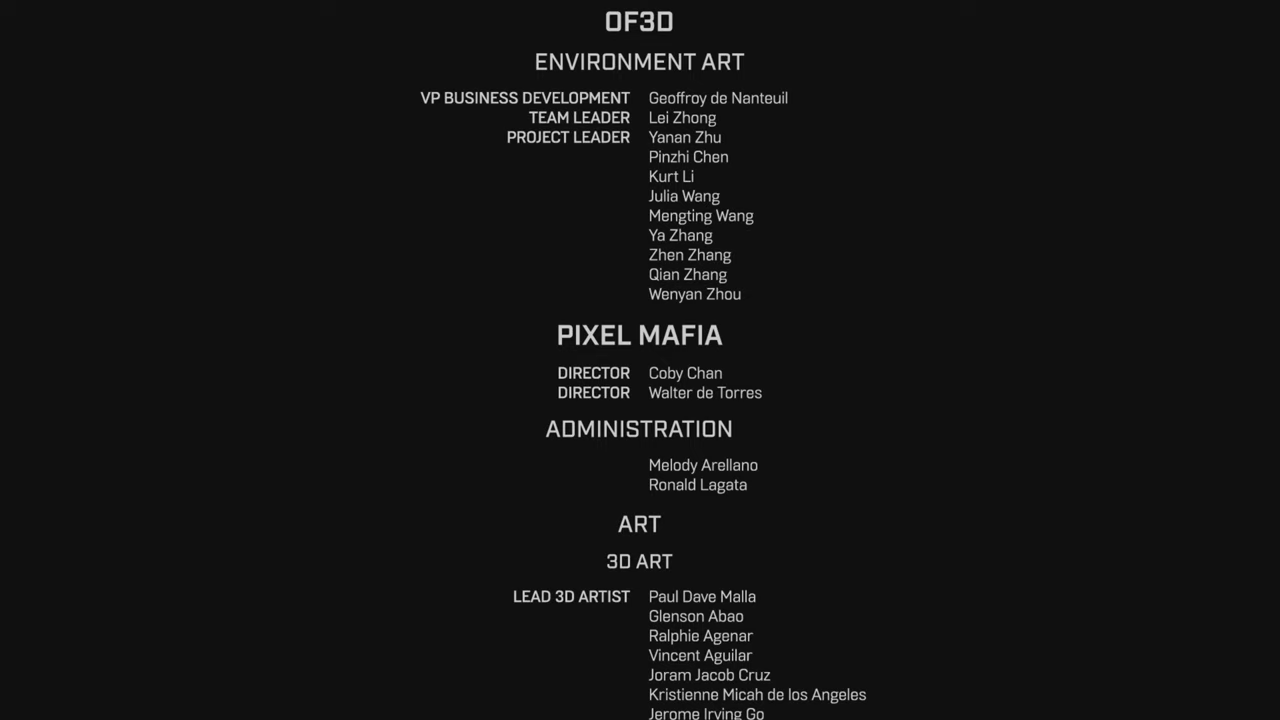 OF3D
ENVIRONMENT ART
VP BUSINESS DEVELOPMENT Geoffroy de Nanteuil
TEAM LEADER Lei Zhong
PROJECT LEADER Yanan Zhu
Pinzhi Chen
Kurt Li
Julia Wang
Mengting Wang
Ya Zhang
Zhen Zhang
Qian Zhang
Wenyan Zhou
PIXEL MAFIA
DIRECTOR Coby Chan
DIRECTOR Walter de Torres
ADMINISTRATION
Melody Arellano
Ronald Lagata
ART
3D ART
LEAD 3D ARTIST Paul Dave Malla
Glenson Abao
Ralphie Agenar
Vincent Aguilar
Joram Jacob Cruz
Kristienne Micah de los Angeles
Jerome Irving Go